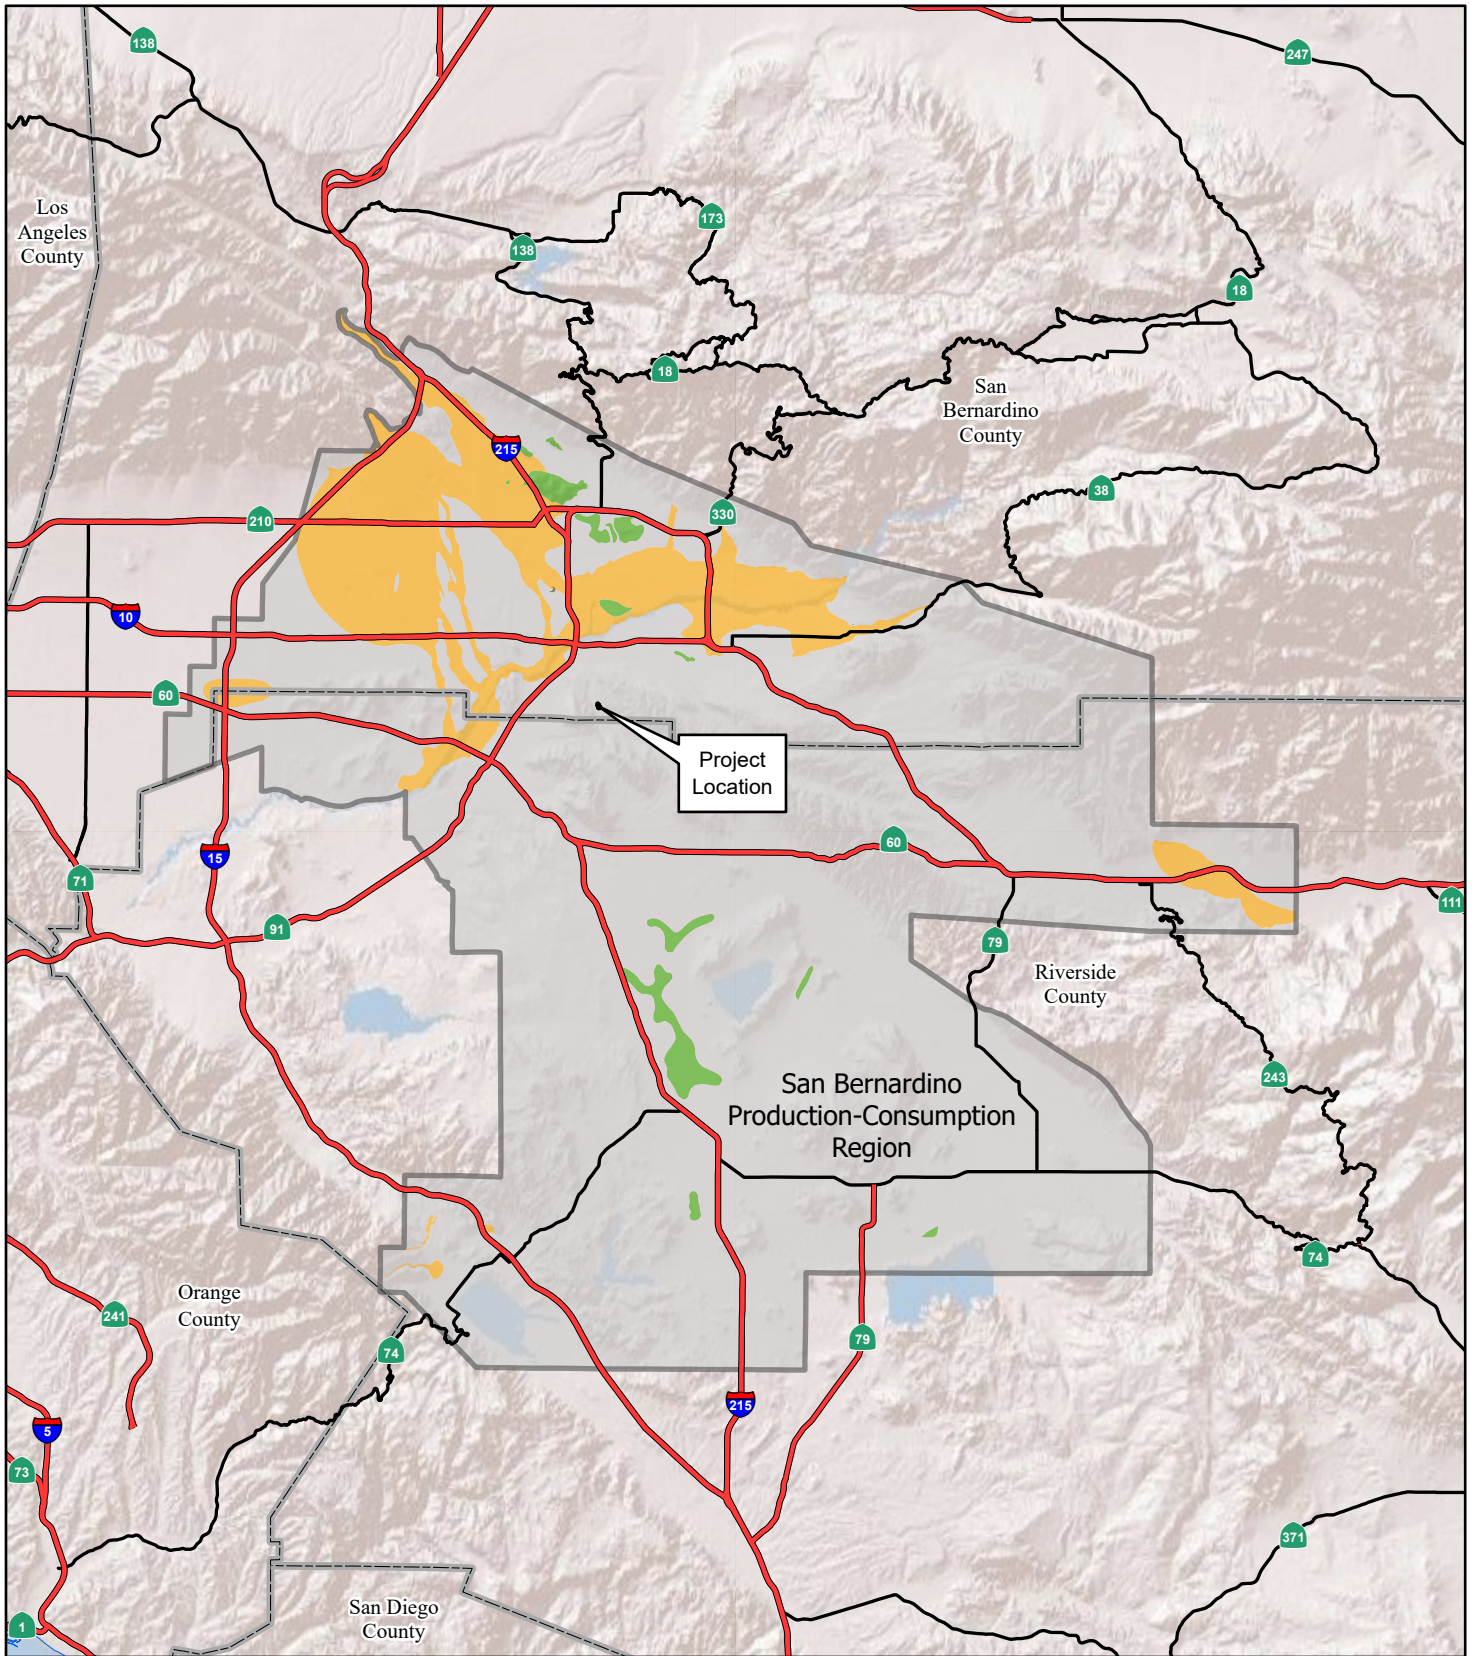 138
247
Los
Angeles
County
173
138
18
18
San
Bernardino
County
215
38
330
210
10
60
Project
Location
60
15
71
111
91
79
Riverside
County
243
San Bernardino
Production-Consumption
Region
74
Orange
County
241
79
74
215
5
73
371
San Diego
County
1